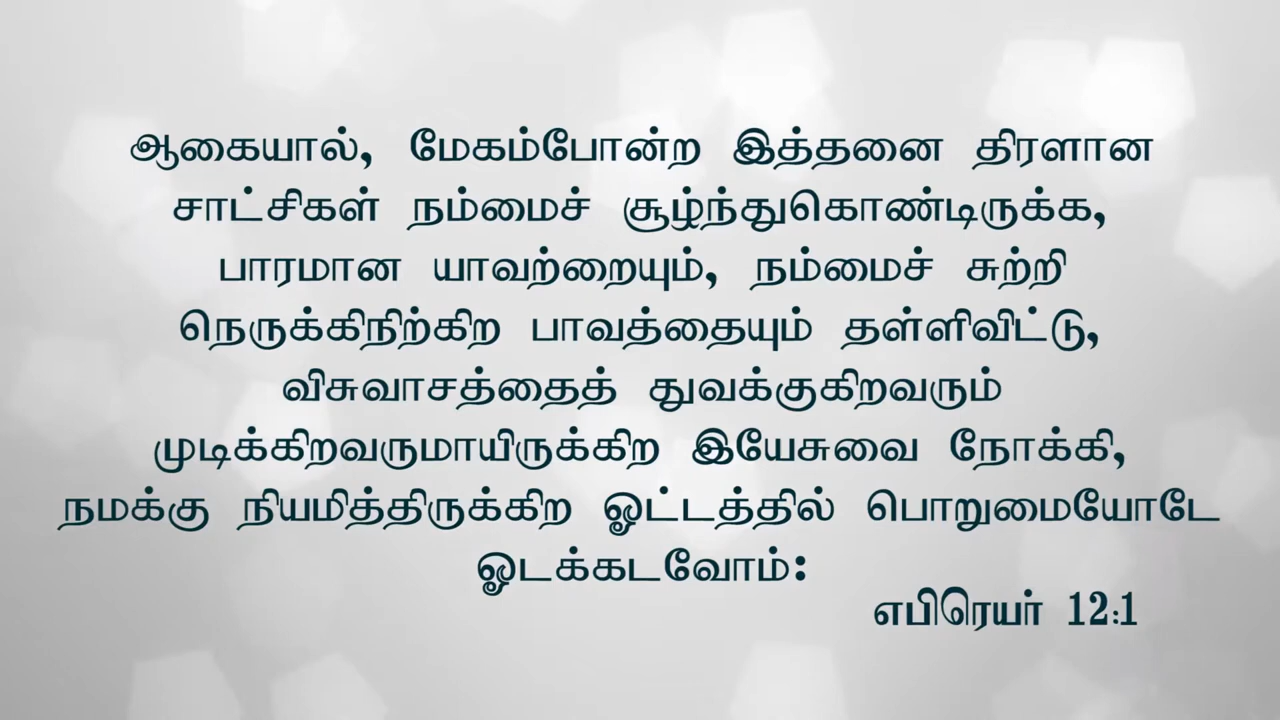 ஆகையால், மேகம்போன்ற இத்தனை திரளான
சாட்சிகள் நம்மைச் சூழ்ந்துகொண்டிருக்க,
பாரமான யாவற்றையும், நம்மைச் சுற்றி
நெருக்கிநிற்கிற பாவத்தையும் தள்ளிவிட்டு,
விசுவாசத்தைத் துவக்குகிறவரும்
முடிக்கிறவருமாயிருக்கிற இயேசுவை நோக்கி,
நமக்கு நியமித்திருக்கிற ஓட்டத்தில் பொறுமையோடே
ஓடக்கடவோம்:
எபிரெயர் 12:1